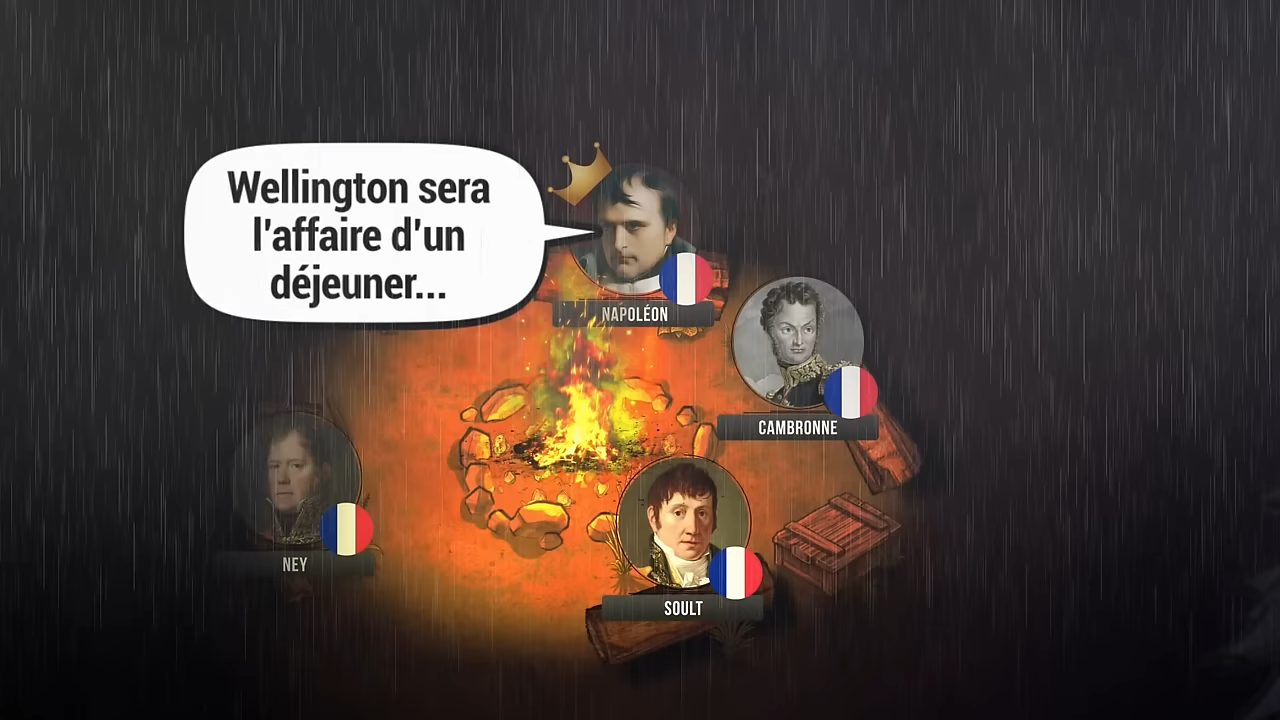 Wellington sera
l'affaire d'un
déjeuner...
NAPOLÉON
CAMBRONNE
NEY
SOULT